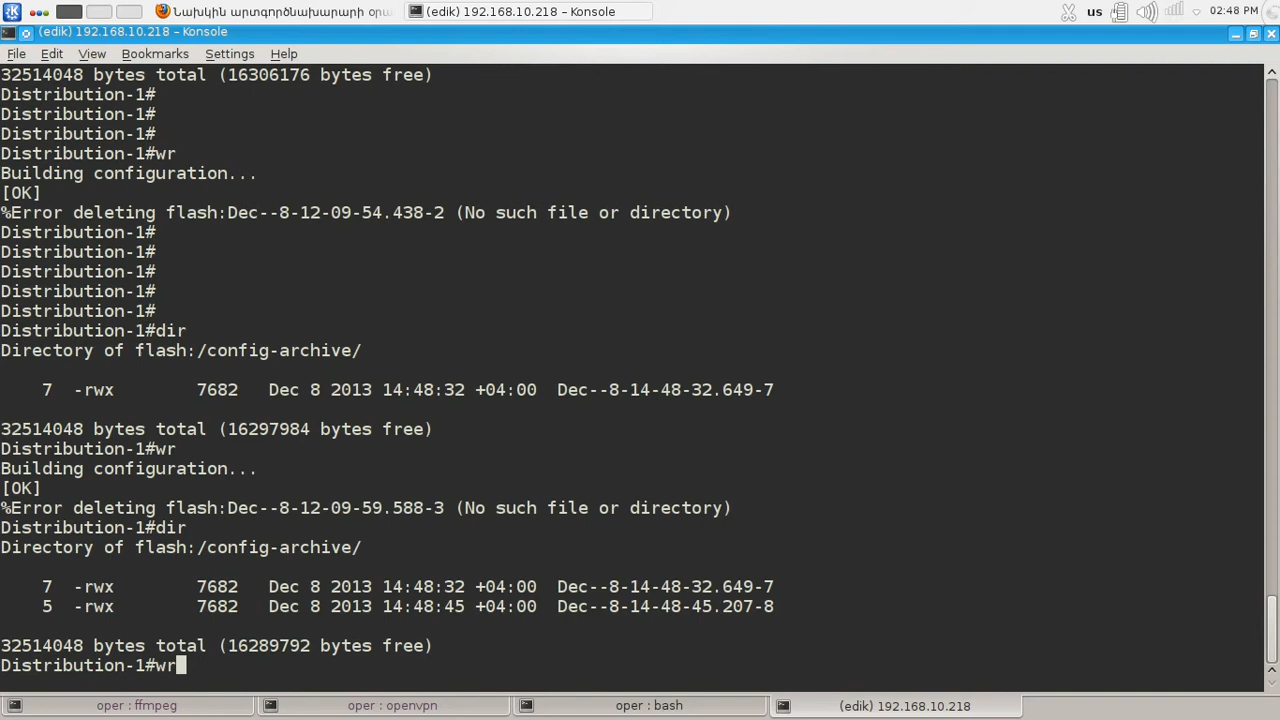 Նախկին արտգործնախարարի օրա
(edik) 192.168.10.218 – Konsole
us
02:48 PM
(edik) 192.168.10.218 – Konsole
File Edit View Bookmarks Settings Help
32514048 bytes total (16306176 bytes free)
Distribution-1#
Distribution-1#
Distribution-1#
Distribution-1#wr
Building configuration...
[OK]
%Error deleting flash:Dec--8-12-09-54.438-2 (No such file or directory)
Distribution-1#
Distribution-1#
Distribution-1#
Distribution-1#
Distribution-1#
Distribution-1#dir
Directory of flash:/config-archive/
7 -rwx 7682 Dec 8 2013 14:48:32 +04:00 Dec--8-14-48-32.649-7
32514048 bytes total (16297984 bytes free)
Distribution-1#wr
Building configuration...
[OK]
%Error deleting flash:Dec--8-12-09-59.588-3 (No such file or directory)
Distribution-1#dir
Directory of flash:/config-archive/
7 -rwx 7682 Dec 8 2013 14:48:32 +04:00 Dec--8-14-48-32.649-7
5 -rwx 7682 Dec 8 2013 14:48:45 +04:00 Dec--8-14-48-45.207-8
32514048 bytes total (16289792 bytes free)
Distribution-1#wr
oper : ffmpeg
oper : openvpn
oper : bash
(edik) 192.168.10.218